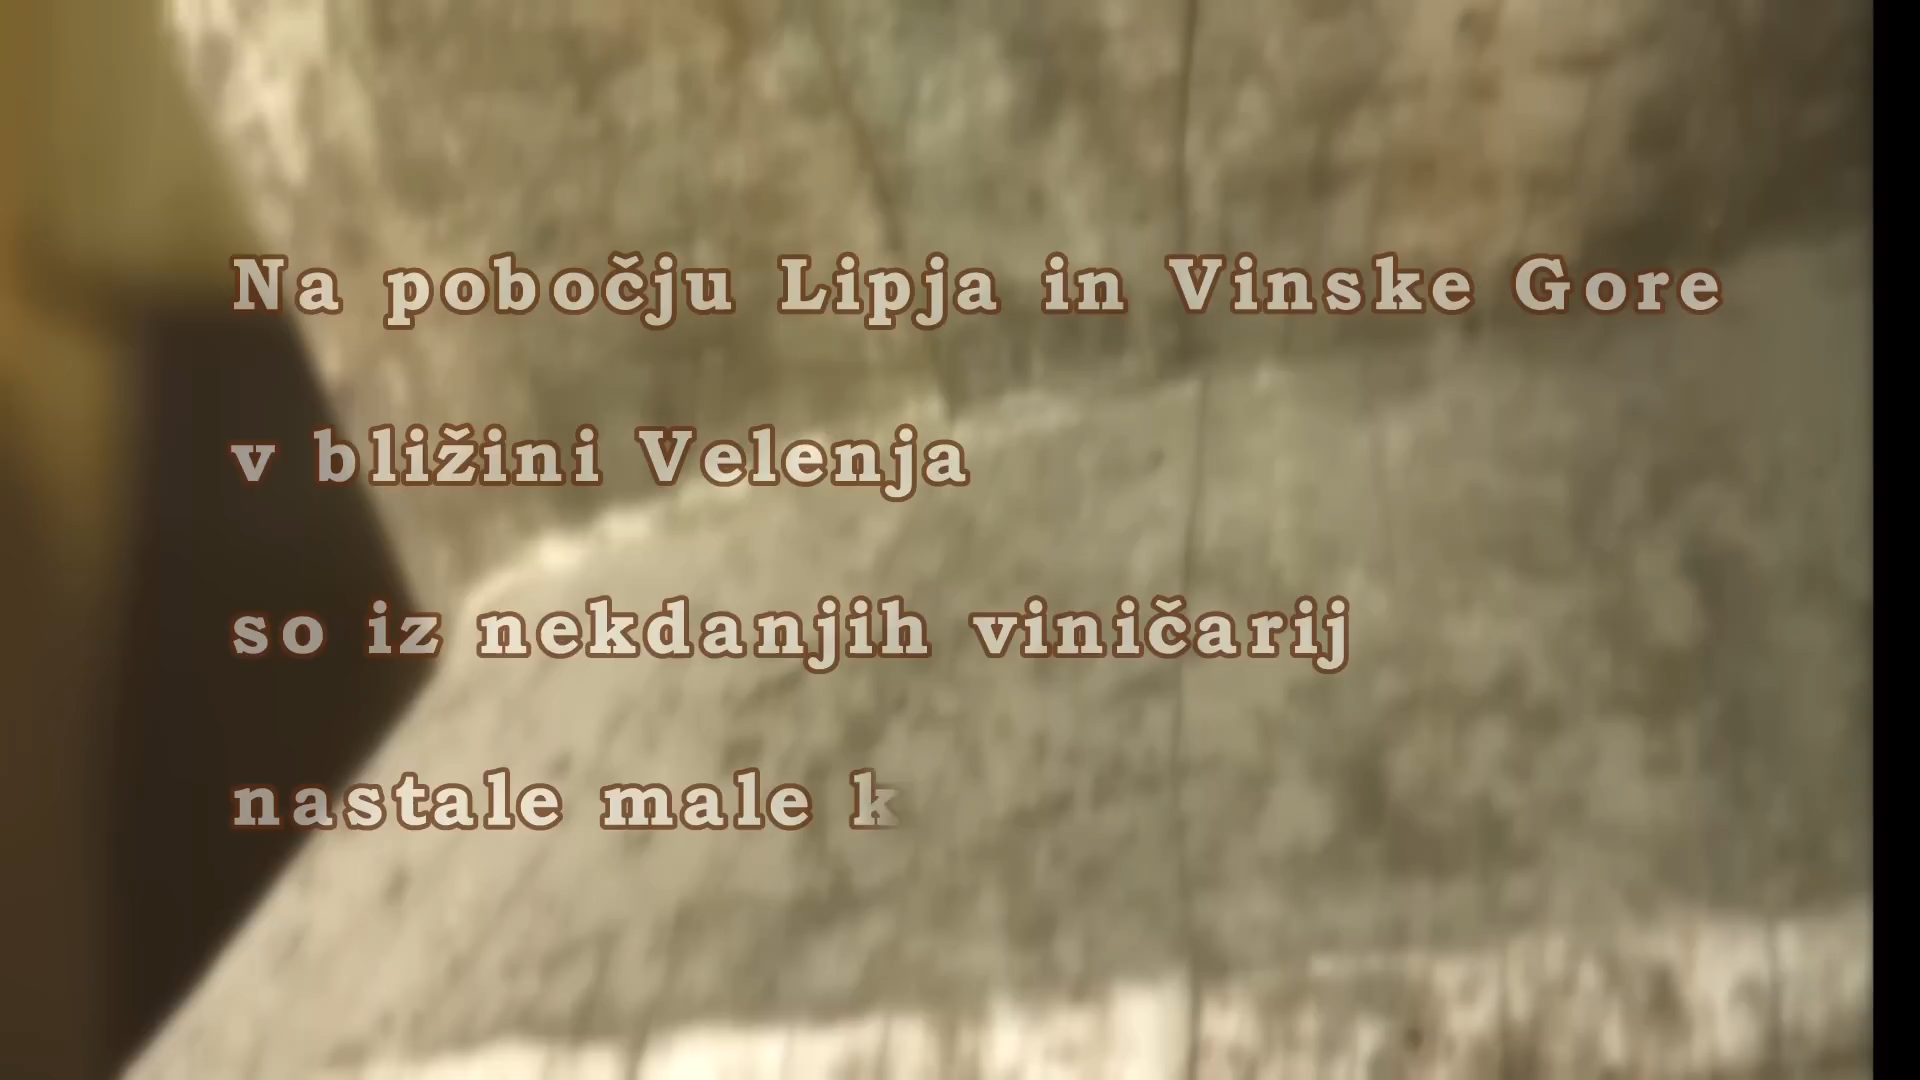 Na pobočju Lipja in Vinske Gore
v bližini Velenja
so iz nekdanjih viničarij
nastale male k